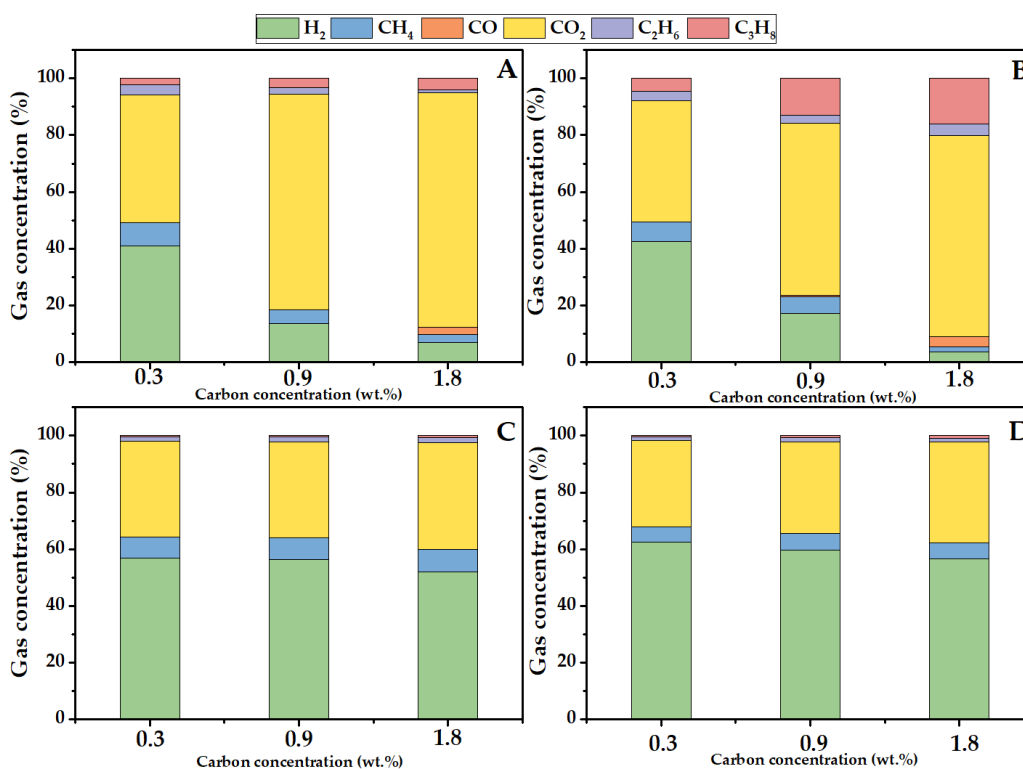 H₂ CH₄ CO CO₂ C₂H₆ C₃H₈
A
Gas concentration (%)
100
80
60
40
20
0
0.3 0.9 1.8
Carbon concentration (wt.%)
B
Gas concentration (%)
100
80
60
40
20
0
0.3 0.9 1.8
Carbon concentration (wt.%)
C
Gas concentration (%)
100
80
60
40
20
0
0.3 0.9 1.8
Carbon concentration (wt.%)
D
Gas concentration (%)
100
80
60
40
20
0
0.3 0.9 1.8
Carbon concentration (wt.%)